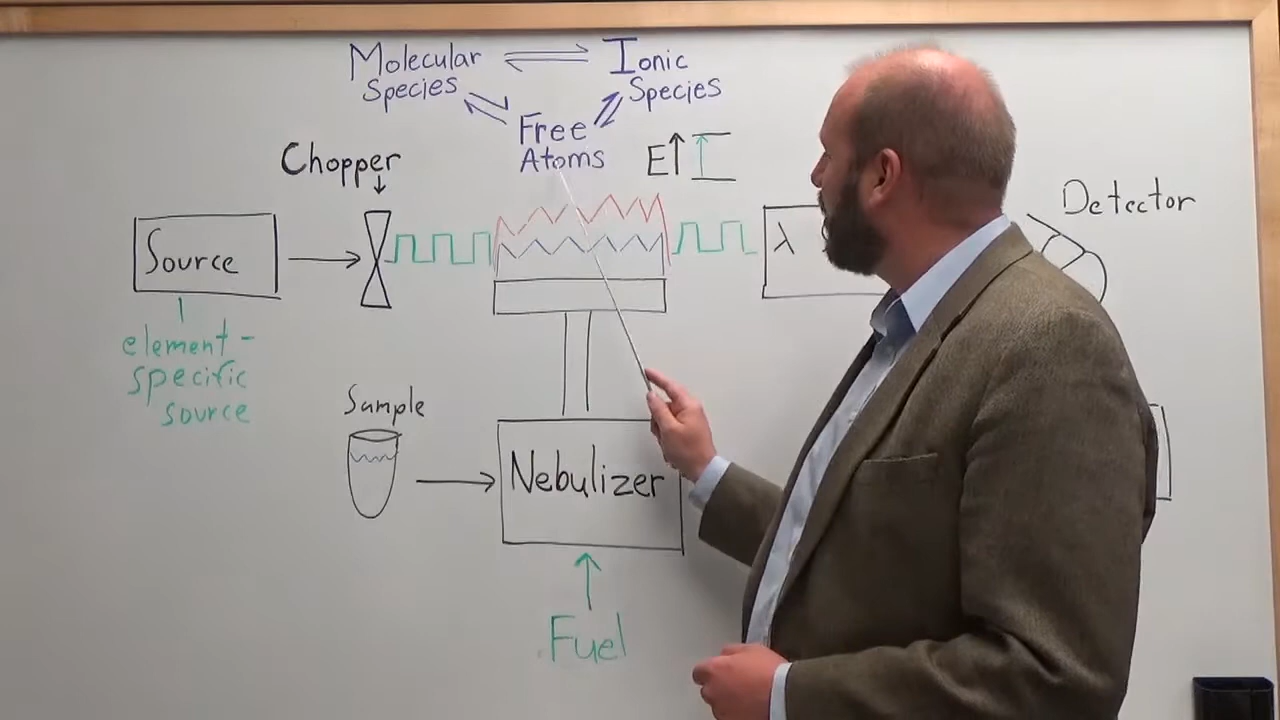 Molecular
Species
Ionic
Species
Free
Atoms
E
Chopper
Source
λ
Detector
element-
specific
source
Sample
Nebulizer
Fuel